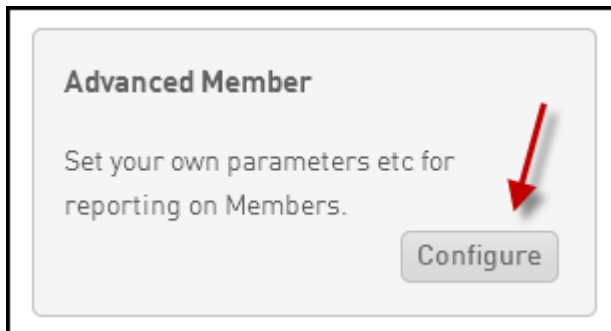 Advanced Member
Set your own parameters etc for
reporting on Members.
Configure